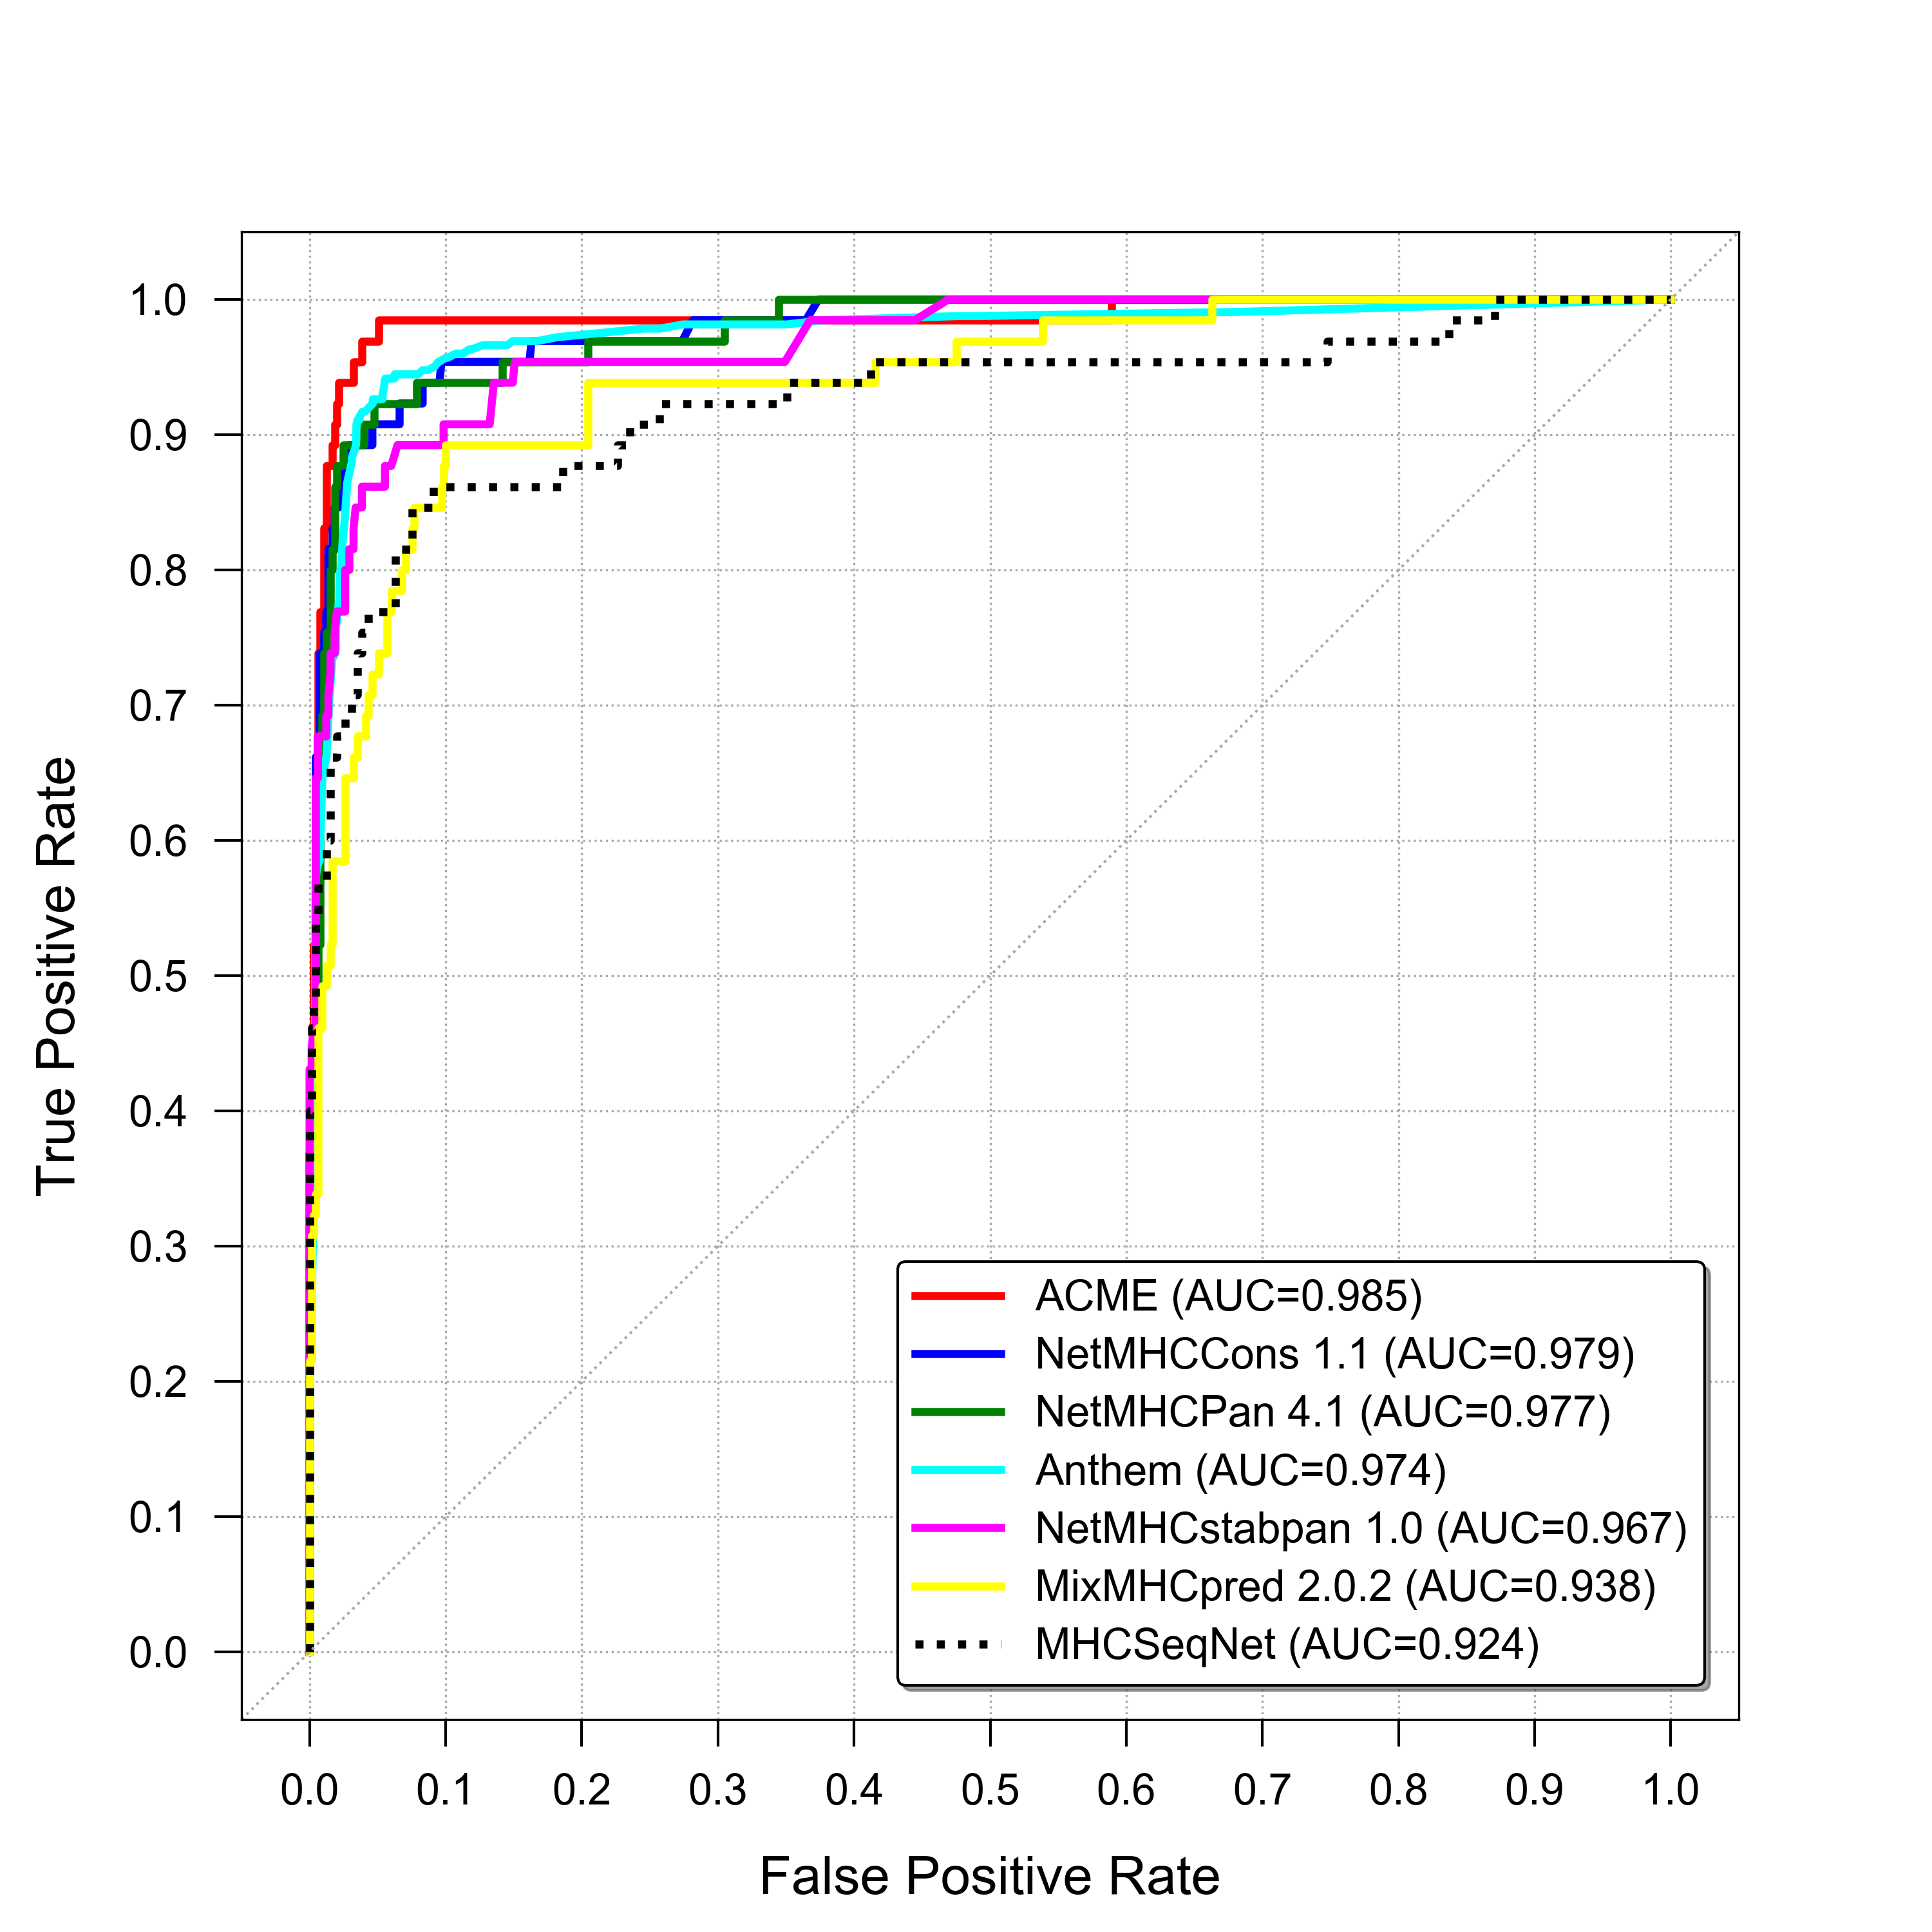 1.0
0.9
0.8
0.7
0.6
0.5
0.4
0.3
0.2
0.1
0.0
True Positive Rate
ACME (AUC=0.985)
NetMHCCons 1.1 (AUC=0.979)
NetMHCPan 4.1 (AUC=0.977)
Anthem (AUC=0.974)
NetMHCstabpan 1.0 (AUC=0.967)
MixMHCpred 2.0.2 (AUC=0.938)
MHCSeqNet (AUC=0.924)
0.0 0.1 0.2 0.3 0.4 0.5 0.6 0.7 0.8 0.9 1.0
False Positive Rate